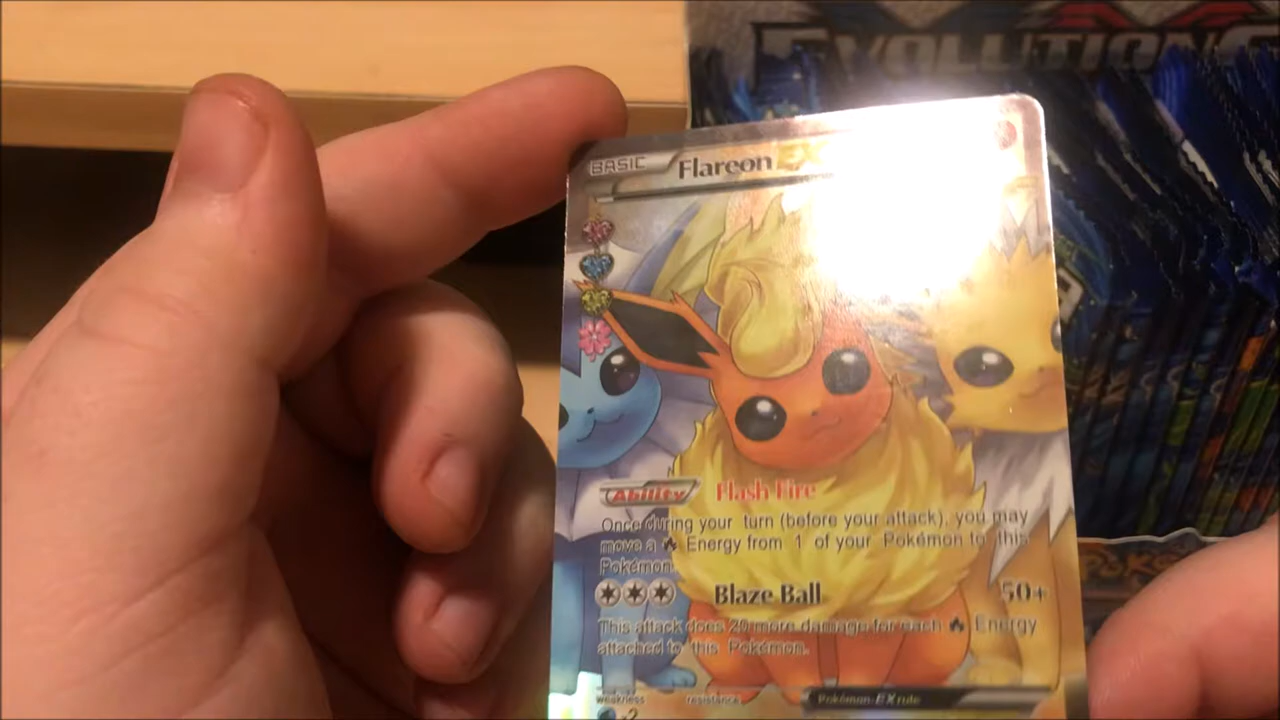 EVOLUTIONS
BASIC Flareon EX
Ability Flash Fire
Once during your turn (before your attack), you may
move a Energy from 1 of your Pokémon to this
Pokémon.
Blaze Ball 50+
This attack does 20 more damage for each Energy
attached to this Pokémon.
weakness resistance Pokémon-EX rule
×2